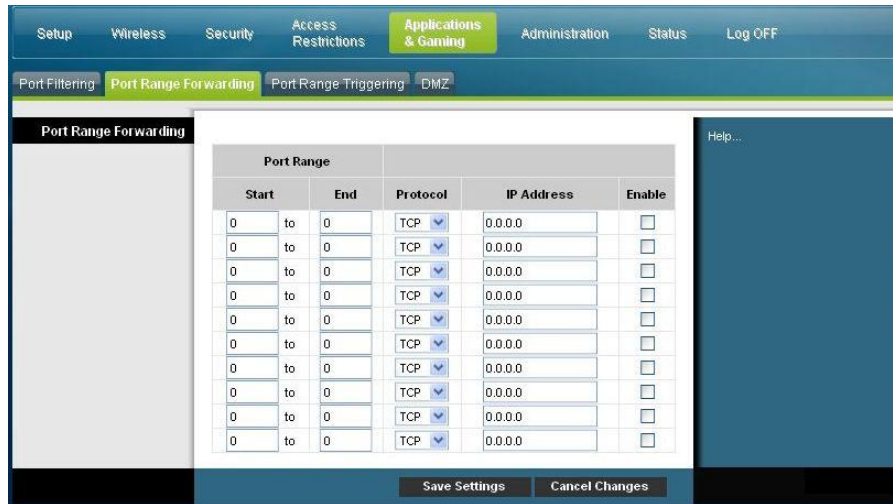 Setup Wireless Security Access Restrictions Applications & Gaming Administration Status Log OFF
Port Filtering Port Range Forwarding Port Range Triggering DMZ
Port Range Forwarding
Help...
Port Range
Start End Protocol IP Address Enable
0 to 0 TCP 0.0.0.0
0 to 0 TCP 0.0.0.0
0 to 0 TCP 0.0.0.0
0 to 0 TCP 0.0.0.0
0 to 0 TCP 0.0.0.0
0 to 0 TCP 0.0.0.0
0 to 0 TCP 0.0.0.0
0 to 0 TCP 0.0.0.0
0 to 0 TCP 0.0.0.0
0 to 0 TCP 0.0.0.0
Save Settings Cancel Changes